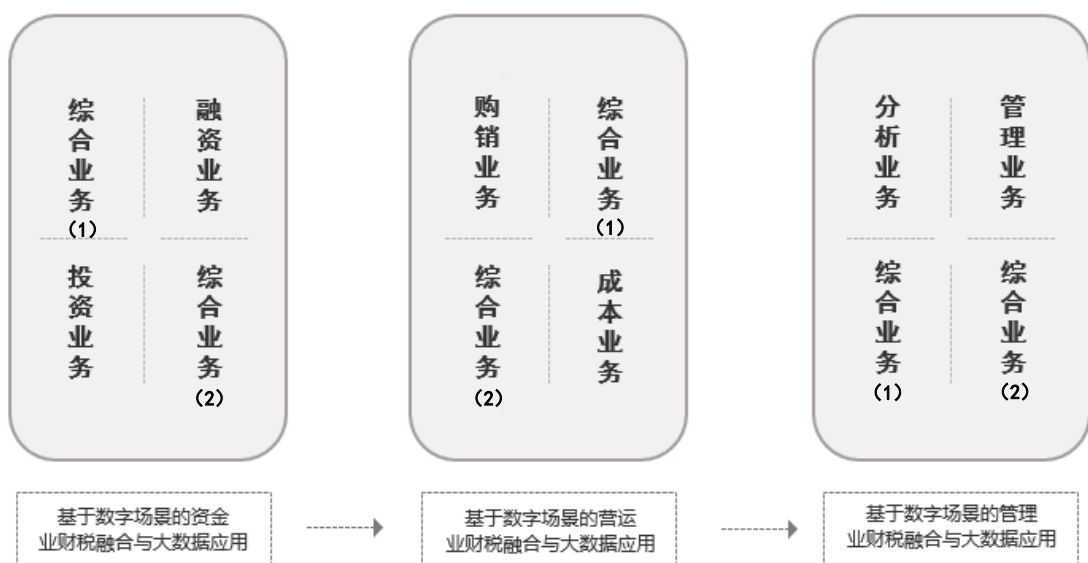 综合业务(1)
融资业务
投资业务
综合业务(2)
购销业务
综合业务(1)
综合业务(2)
成本业务
分析业务
管理业务
综合业务(1)
综合业务(2)
基于数字场景的资金
业财税融合与大数据应用
基于数字场景的营运
业财税融合与大数据应用
基于数字场景的管理
业财税融合与大数据应用